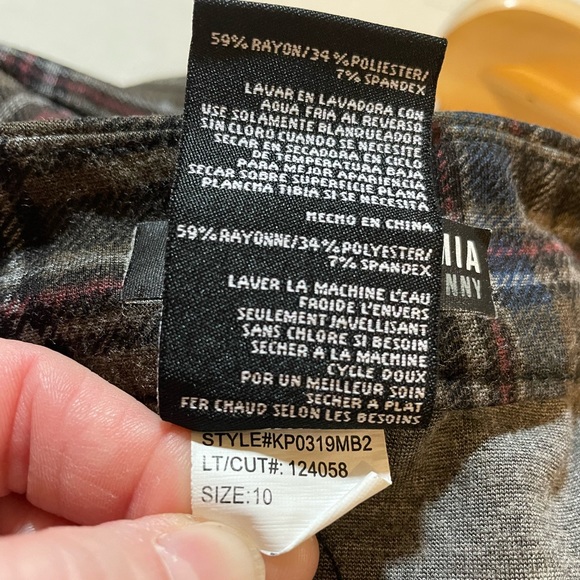 59% RAYON/34% POLIESTER/
7% SPANDEX
LAVAR EN LAVADORA CON
AGUA FRIA AL REVERSO
USE SOLAMENTE BLANQUEADOR
SIN CLORO CUANDO SE NECESITE
SECAR EN SECADORA EN CICLO
DE TEMPERATURA BAJA
PARA MEJOR APARIENCIA
SECAR SOBRE SUPERFICIE PLANA
PLANCHA TIBIA SI SE NECESITA
HECHO EN CHINA
59% RAYONNE/34% POLYESTER/
7% SPANDEX
LAVER LA MACHINE L'EAU
FROIDE L'ENVERS
SEULEMENT JAVELLISANT
SANS CHLORE SI BESOIN
SECHER A LA MACHINE
CYCLE DOUX
POR UN MEILLEUR SOIN
SECHER A PLAT
FER CHAUD SELON LES BESOINS
MIA
NNY
STYLE#KP0319MB2
LT/CUT#: 124058
SIZE:10